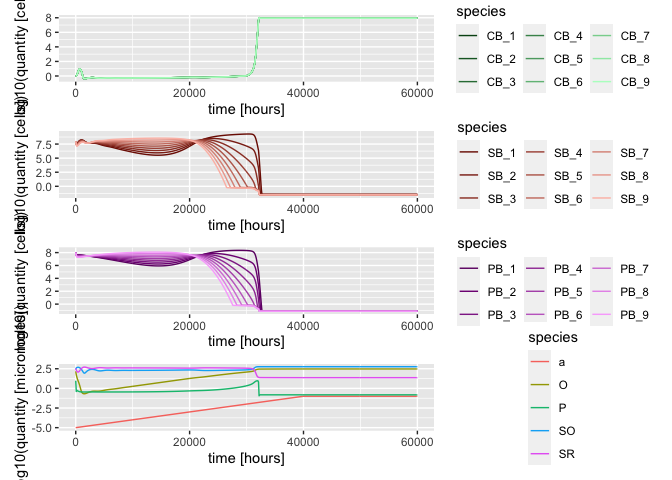 species
CB_1 CB_4 CB_7
CB_2 CB_5 CB_8
CB_3 CB_6 CB_9
8
6
4
2
0
0 20000 40000 60000
time [hours]
species
SB_1 SB_4 SB_7
SB_2 SB_5 SB_8
SB_3 SB_6 SB_9
7.5
5.0
2.5
0.0
0 20000 40000 60000
time [hours]
species
PB_1 PB_4 PB_7
PB_2 PB_5 PB_8
PB_3 PB_6 PB_9
8
6
4
2
0
0 20000 40000 60000
time [hours]
species
a
O
P
SO
SR
2.5
0.0
-2.5
-5.0
0 20000 40000 60000
time [hours]